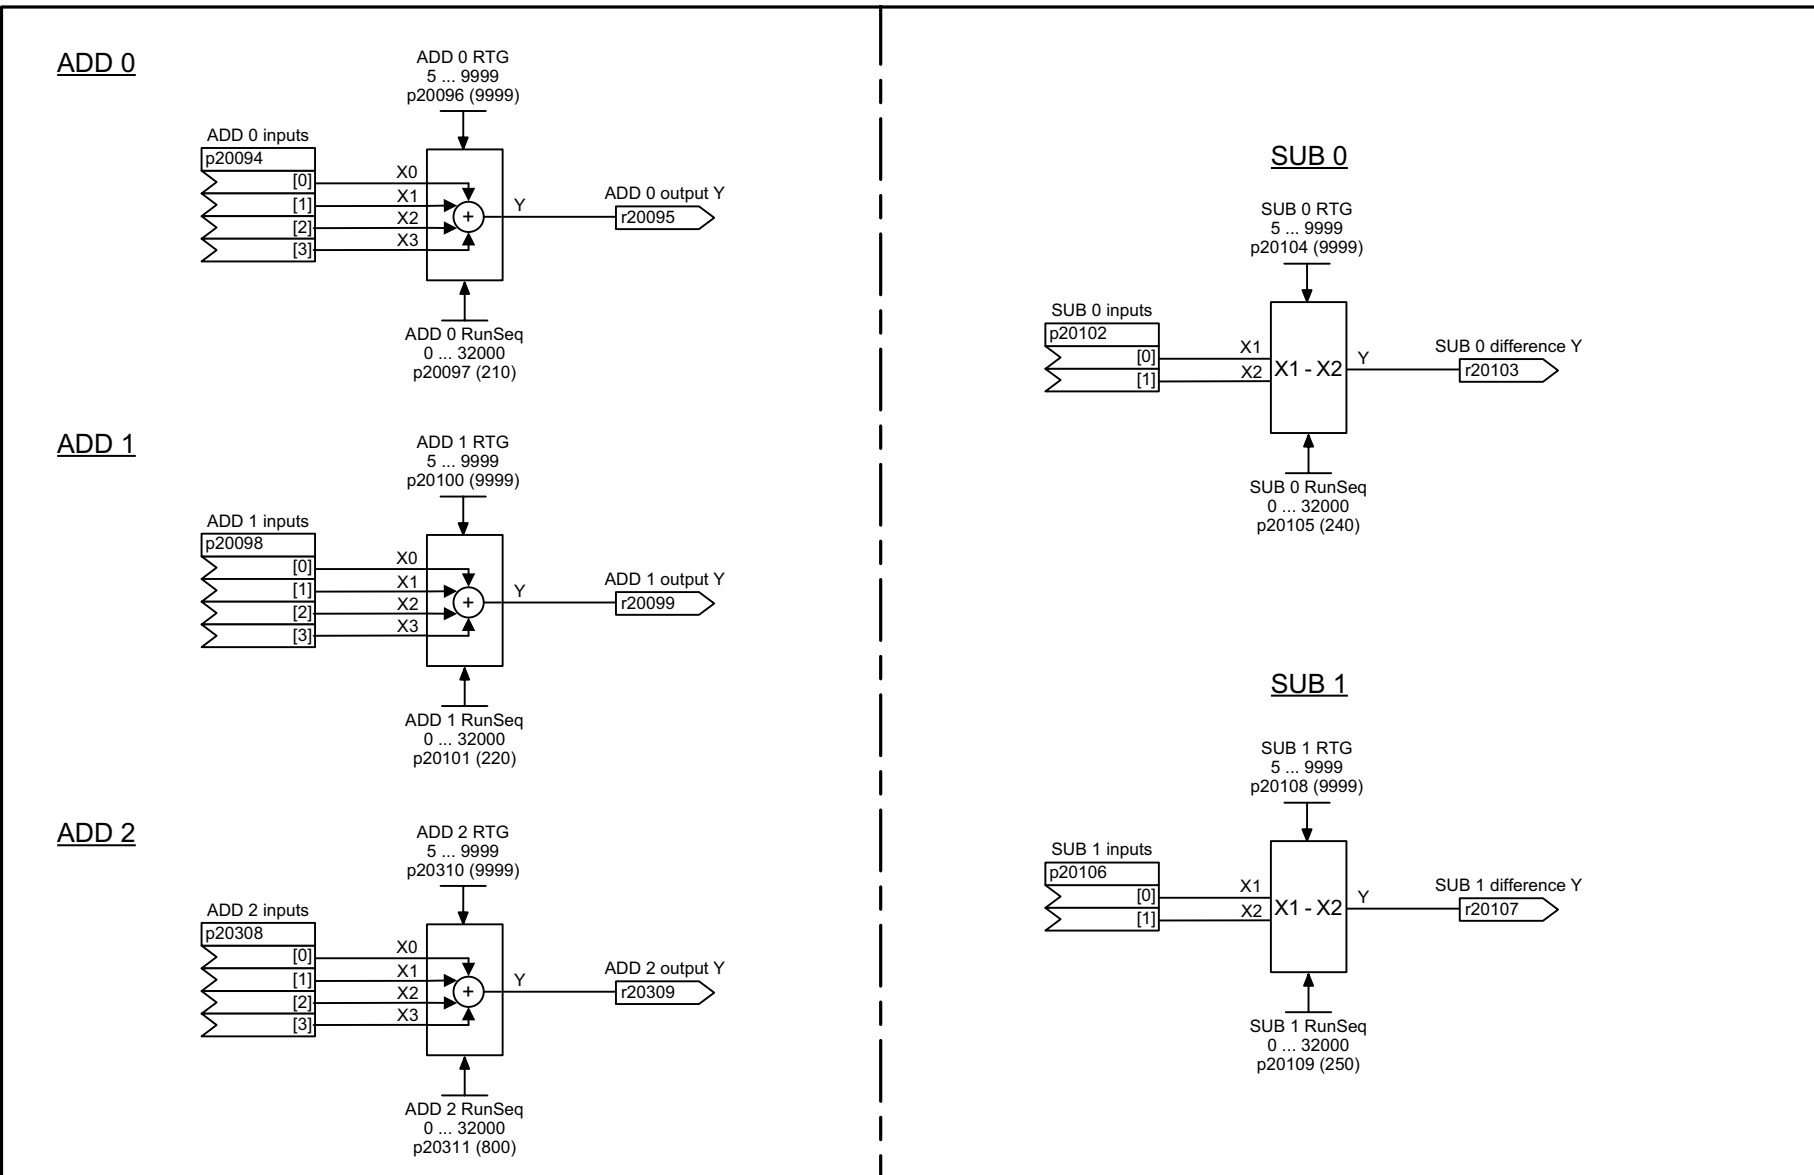 ADD 0
ADD 0 RTG
5 ... 9999
p20096 (9999)
ADD 0 inputs
p20094
[0]
[1]
[2]
[3]
X0
X1
X2
X3
+
Y
ADD 0 output Y
r20095
ADD 0 RunSeq
0 ... 32000
p20097 (210)
ADD 1
ADD 1 RTG
5 ... 9999
p20100 (9999)
ADD 1 inputs
p20098
[0]
[1]
[2]
[3]
X0
X1
X2
X3
+
Y
ADD 1 output Y
r20099
ADD 1 RunSeq
0 ... 32000
p20101 (220)
ADD 2
ADD 2 RTG
5 ... 9999
p20310 (9999)
ADD 2 inputs
p20308
[0]
[1]
[2]
[3]
X0
X1
X2
X3
+
Y
ADD 2 output Y
r20309
ADD 2 RunSeq
0 ... 32000
p20311 (800)
SUB 0
SUB 0 RTG
5 ... 9999
p20104 (9999)
SUB 0 inputs
p20102
[0]
[1]
X1
X2
X1 - X2
Y
SUB 0 difference Y
r20103
SUB 0 RunSeq
0 ... 32000
p20105 (240)
SUB 1
SUB 1 RTG
5 ... 9999
p20108 (9999)
SUB 1 inputs
p20106
[0]
[1]
X1
X2
X1 - X2
Y
SUB 1 difference Y
r20107
SUB 1 RunSeq
0 ... 32000
p20109 (250)